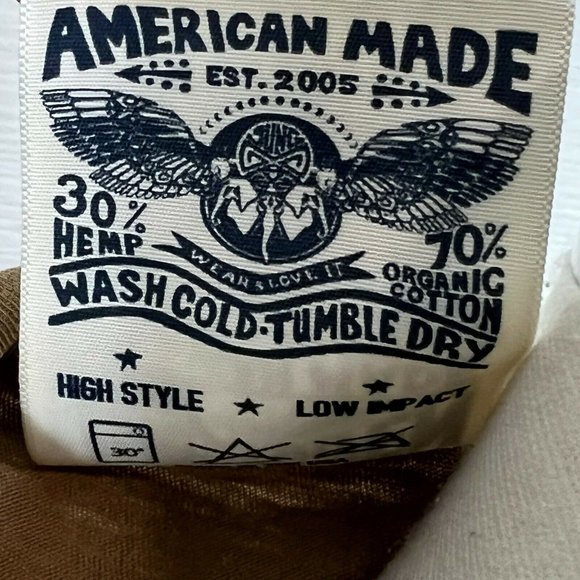 AMERICAN MADE
EST. 2005
JUNGMAVEN
30%
HEMP
70%
ORGANIC
COTTON
WEAR & LOVE IT
WASH COLD-TUMBLE DRY
HIGH STYLE
LOW IMPACT
30°